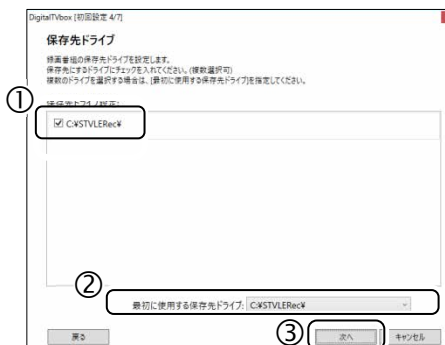 DigitalTVbox [初回設定 4/7]
保存先ドライブ
録画番組の保存先ドライブを設定します。
保存先にするドライブにチェックを入れてください。(複数選択可)
複数のドライブを選択する場合は、[最初に使用する保存先ドライブ]を指定してください。
①
C:¥STVLERec¥
②
最初に使用する保存先ドライブ: C:¥STVLERec¥
戻る
③
次へ
キャンセル